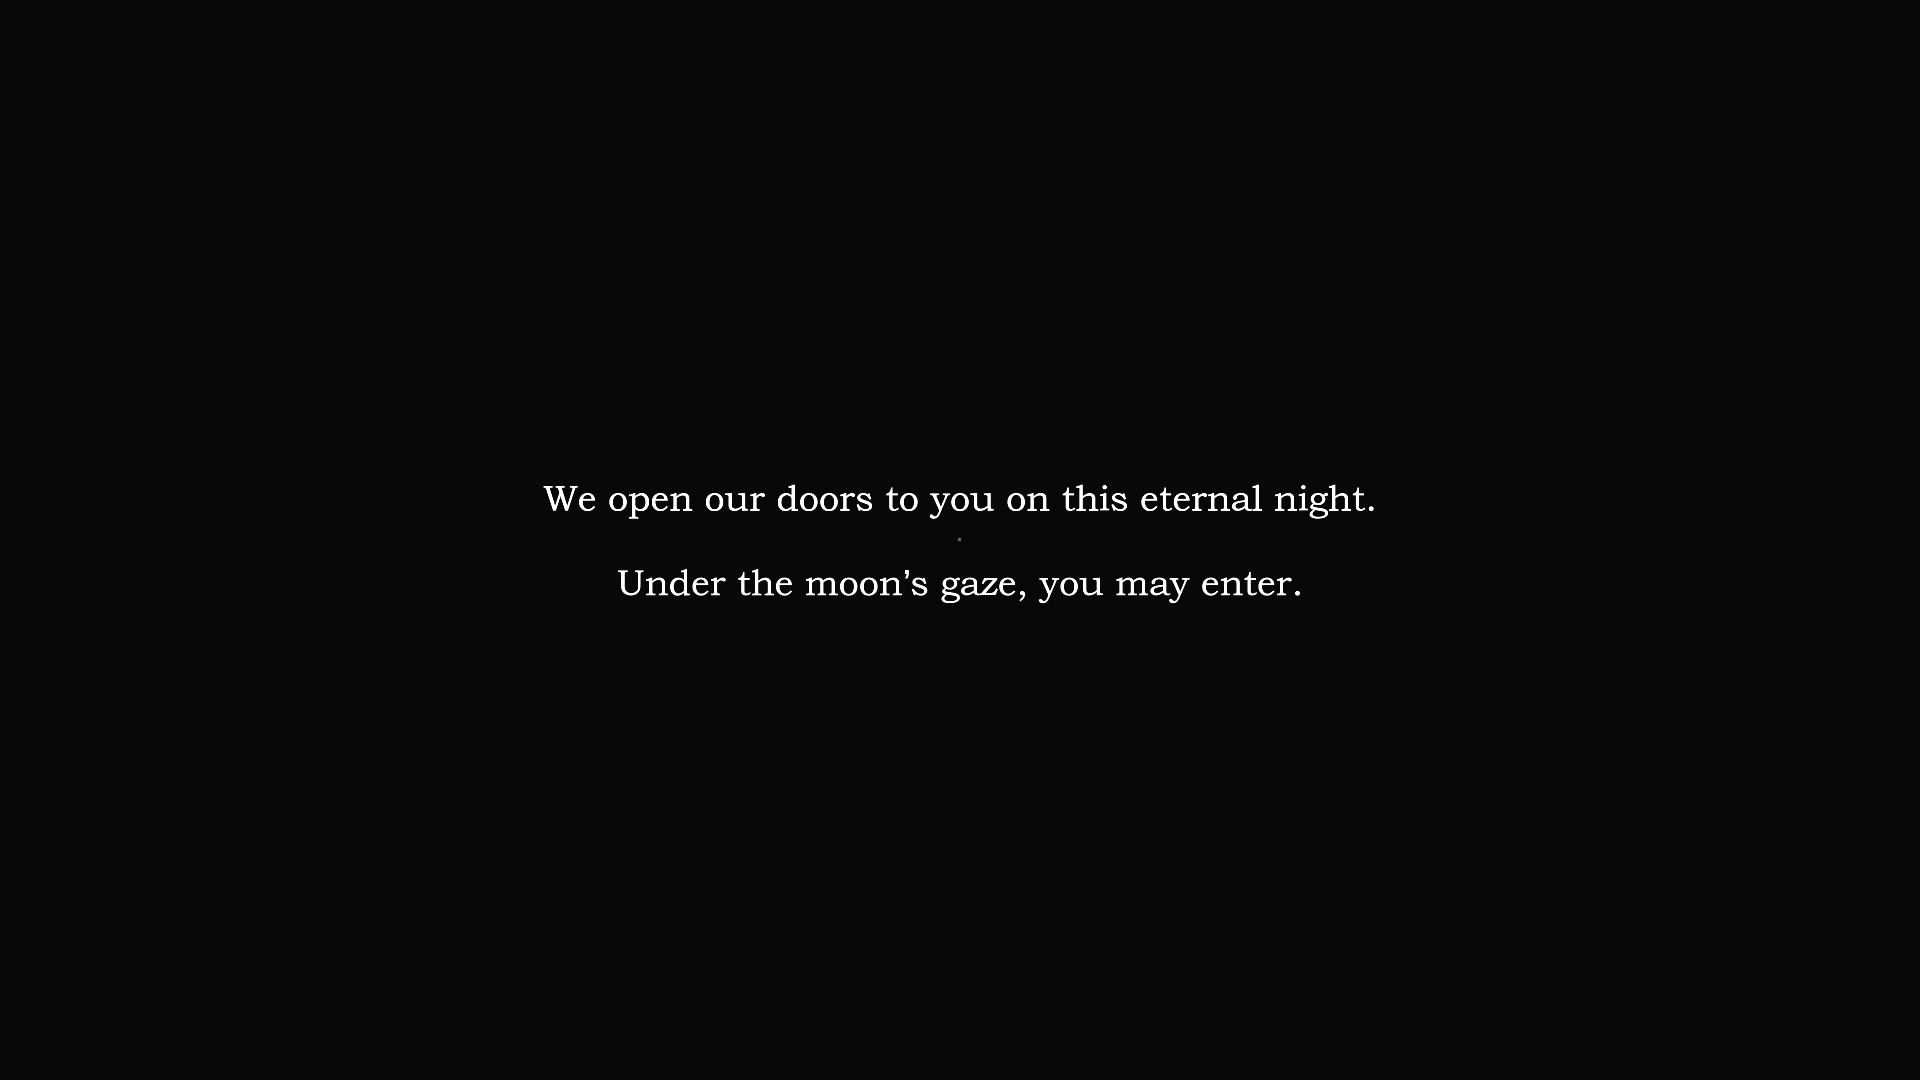 We open our doors to you on this eternal night.
Under the moon's gaze, you may enter.